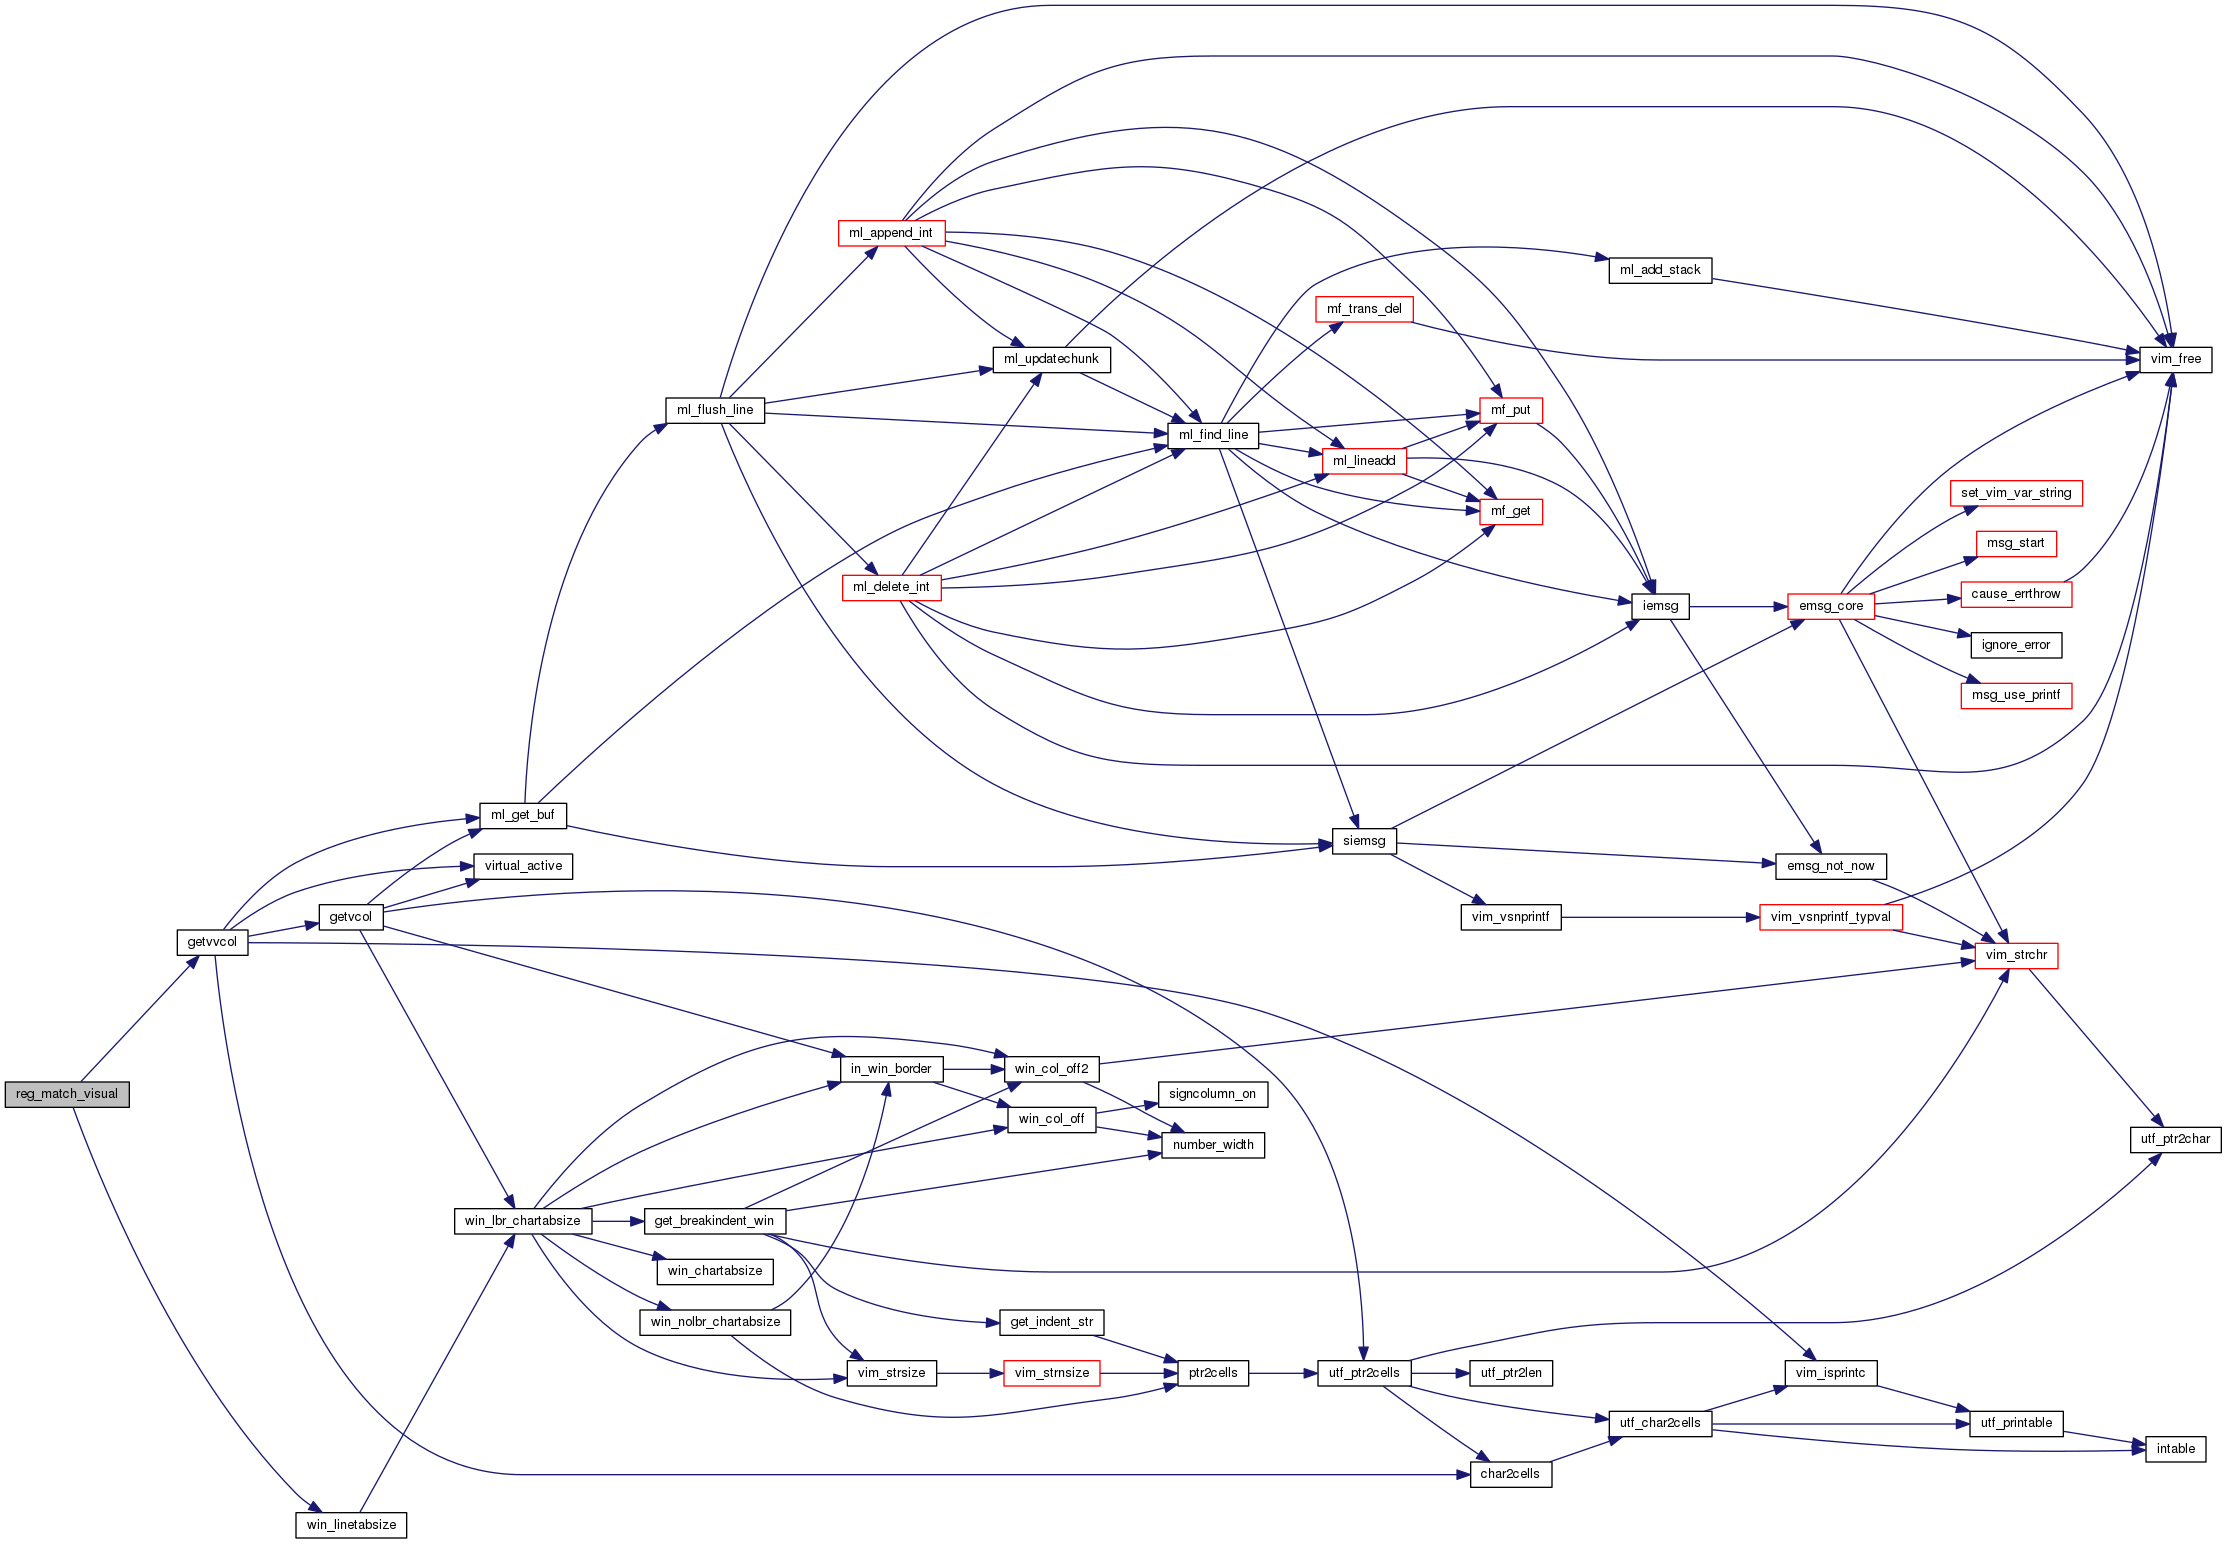 reg_match_visual
getvvcol
win_linetabsize
getvcol
ml_get_buf
virtual_active
win_lbr_chartabsize
ml_flush_line
get_breakindent_win
win_chartabsize
win_nolbr_chartabsize
ml_append_int
ml_delete_int
in_win_border
vim_strsize
ml_updatechunk
win_col_off2
win_col_off
get_indent_str
vim_strnsize
ml_find_line
signcolumn_on
number_width
ptr2cells
mf_trans_del
ml_lineadd
siemsg
utf_ptr2cells
mf_put
mf_get
vim_vsnprintf
utf_ptr2len
char2cells
ml_add_stack
iemsg
utf_char2cells
emsg_core
emsg_not_now
vim_vsnprintf_typval
vim_isprintc
set_vim_var_string
msg_start
cause_errthrow
ignore_error
msg_use_printf
vim_strchr
utf_printable
vim_free
utf_ptr2char
intable